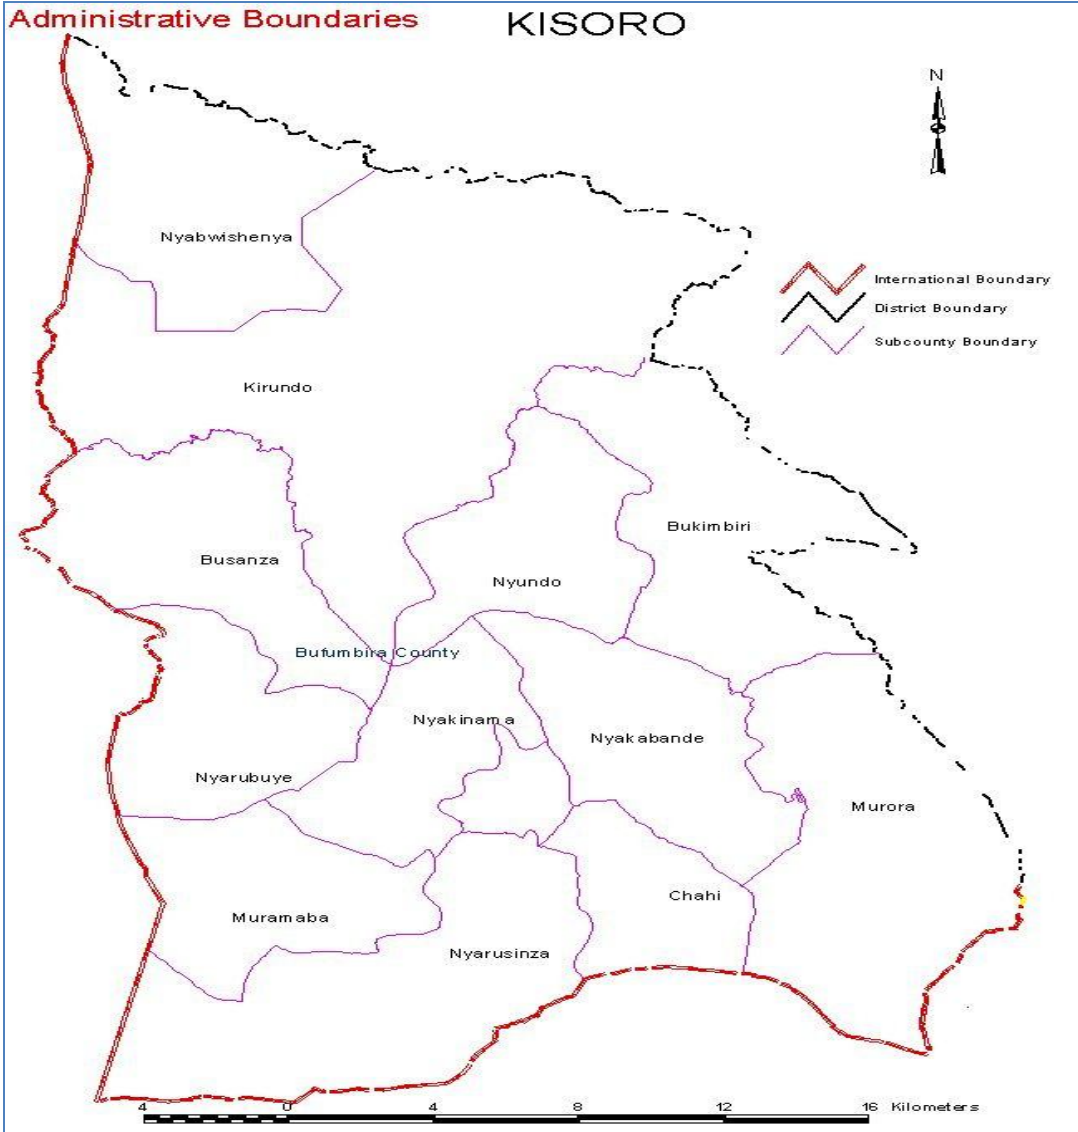 Administrative Boundaries
KISORO
N
Nyabwishenya
International Boundary
District Boundary
Subcounty Boundary
Kirundo
Bukimbiri
Busanza
Nyundo
Bufumbira County
Nyakinama
Nyakabande
Nyarubuye
Murora
Chahi
Muramaba
Nyarusinza
4 0 4 8 12 16 Kilometers